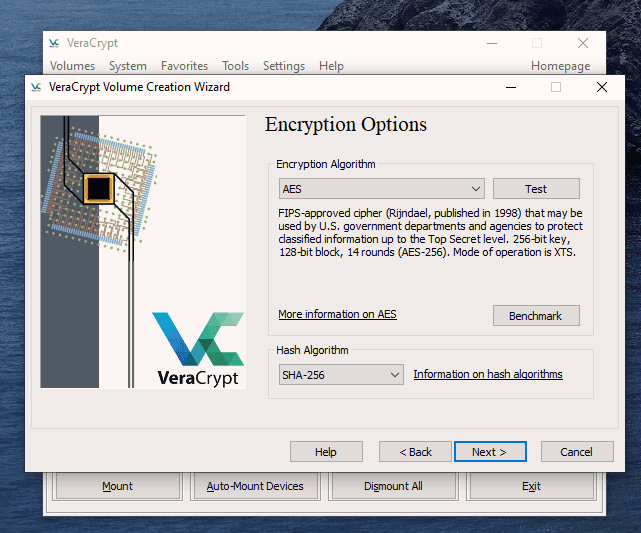 VeraCrypt
Volumes System Favorites Tools Settings Help Homepage
VeraCrypt Volume Creation Wizard
Encryption Options
Encryption Algorithm
AES
Test
FIPS-approved cipher (Rijndael, published in 1998) that may be
used by U.S. government departments and agencies to protect
classified information up to the Top Secret level. 256-bit key,
128-bit block, 14 rounds (AES-256). Mode of operation is XTS.
More information on AES
Benchmark
VeraCrypt
Hash Algorithm
SHA-256
Information on hash algorithms
Help
< Back
Next >
Cancel
Mount
Auto-Mount Devices
Dismount All
Exit